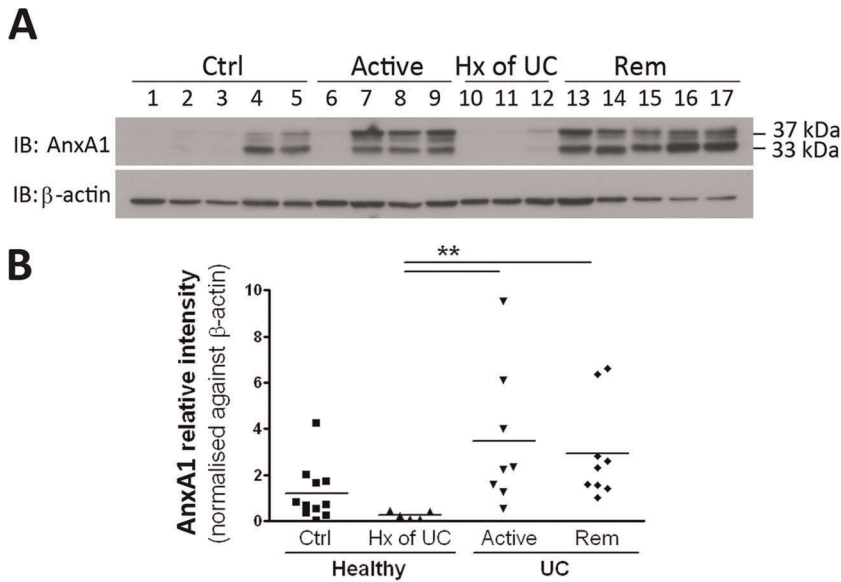 A
Ctrl Active Hx of UC Rem
1 2 3 4 5 6 7 8 9 10 11 12 13 14 15 16 17
IB: AnxA1
37 kDa
33 kDa
IB:β-actin
B
**
AnxA1 relative intensity
(normalised against β-actin)
10
8
6
4
2
0
Ctrl Hx of UC Active Rem
Healthy UC